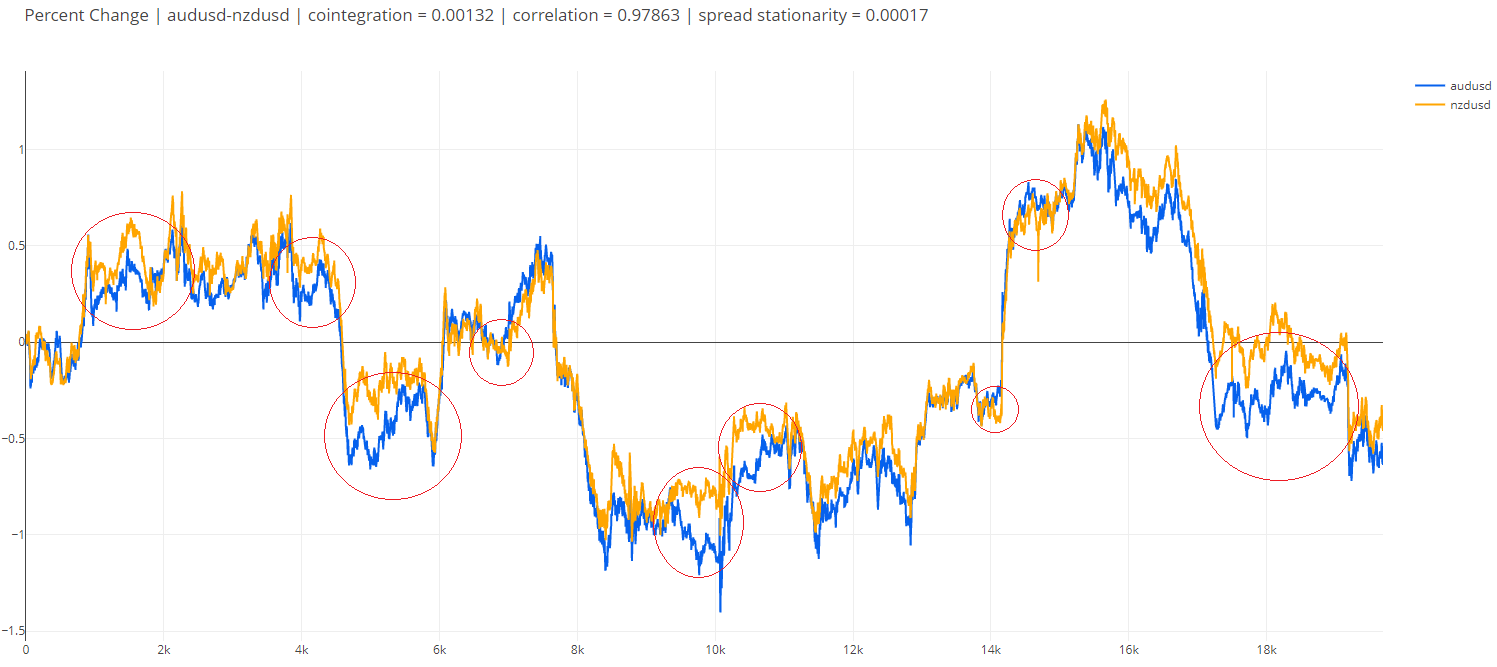 Percent Change | audusd-nzdusd | cointegration = 0.00132 | correlation = 0.97863 | spread stationarity = 0.00017
audusd
nzdusd
1
0.5
0
−0.5
−1
−1.5
0 2k 4k 6k 8k 10k 12k 14k 16k 18k